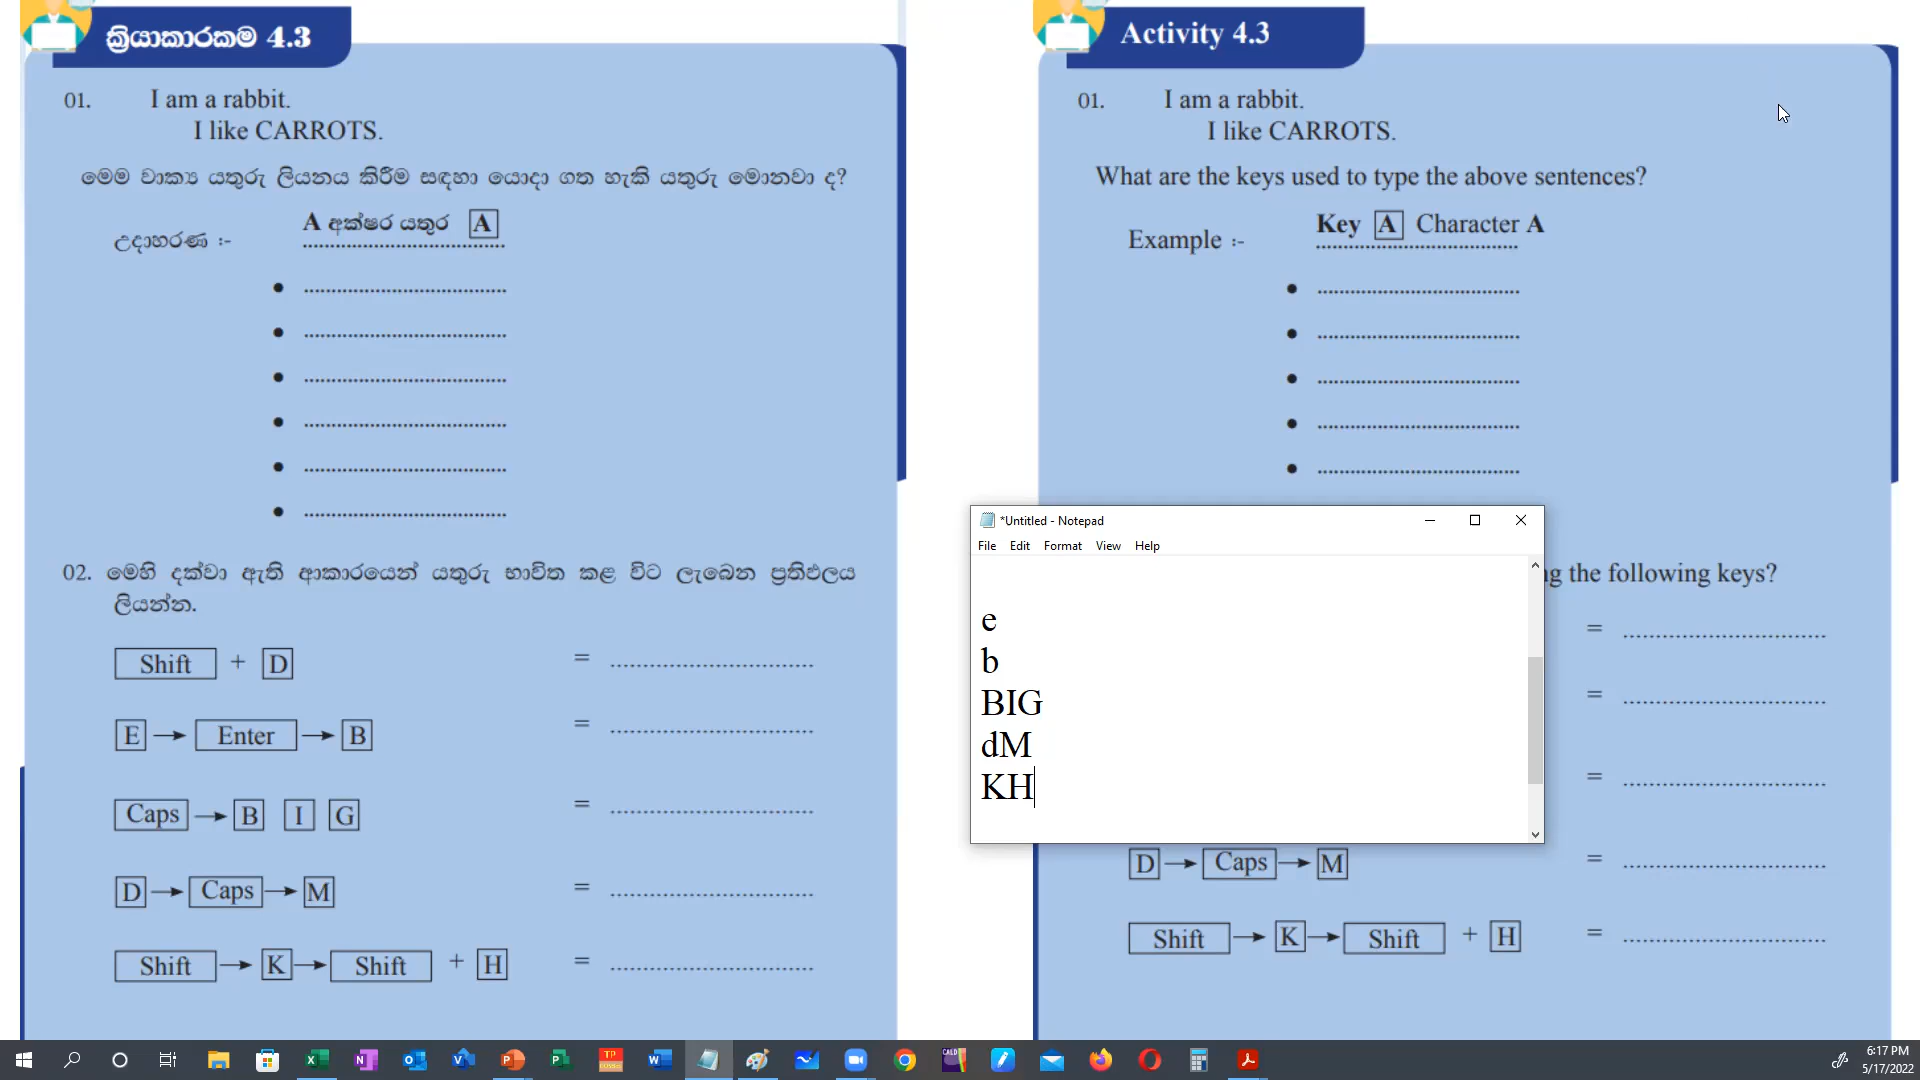 ක්‍රියාකාරකම 4.3
01. I am a rabbit.
I like CARROTS.
මෙම වාක්‍ය යතුරු ලියනය කිරීම සඳහා යොදා ගත හැකි යතුරු මොනවා ද?
උදාහරණ :- A අක්ෂර යතුර A
02. මෙහි දක්වා ඇති ආකාරයෙන් යතුරු භාවිත කළ විට ලැබෙන ප්‍රතිඵලය
ලියන්න.
Shift + D = ..............................
E → Enter → B = ..............................
Caps → B I G = ..............................
D → Caps → M = ..............................
Shift → K → Shift + H = ..............................
Activity 4.3
01. I am a rabbit.
I like CARROTS.
What are the keys used to type the above sentences?
Example :- Key A Character A
g the following keys?
= ..............................
= ..............................
= ..............................
D → Caps → M = ..............................
Shift → K → Shift + H = ..............................
*Untitled - Notepad
File Edit Format View Help
e
b
BIG
dM
KH
6:17 PM
5/17/2022